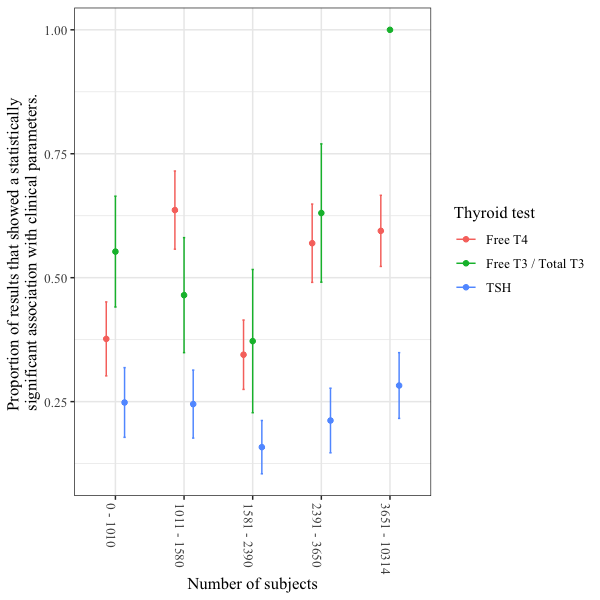 Proportion of results that showed a statistically
significant association with clinical parameters.
1.00
0.75
0.50
0.25
0 - 1010
1011 - 1580
1581 - 2390
2391 - 3650
3651 - 10314
Number of subjects
Thyroid test
Free T4
Free T3 / Total T3
TSH